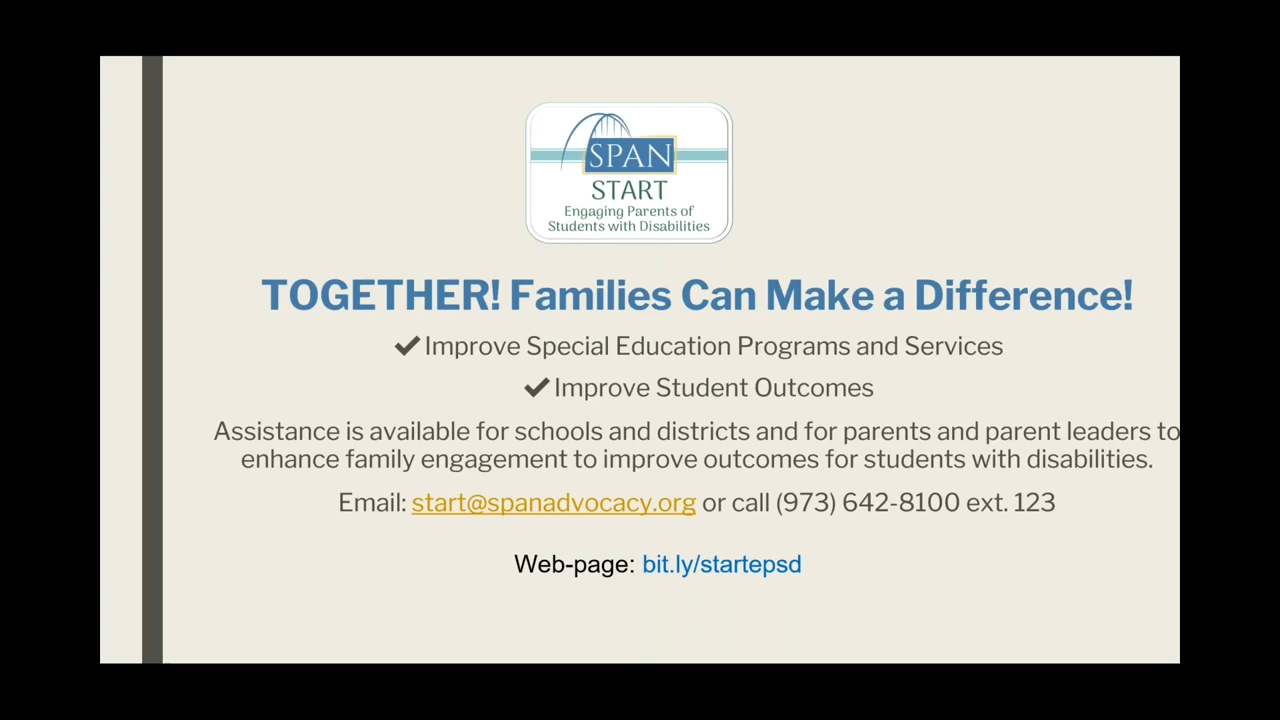 SPAN
START
Engaging Parents of
Students with Disabilities
TOGETHER! Families Can Make a Difference!
✔Improve Special Education Programs and Services
✔Improve Student Outcomes
Assistance is available for schools and districts and for parents and parent leaders to
enhance family engagement to improve outcomes for students with disabilities.
Email: start@spanadvocacy.org or call (973) 642-8100 ext. 123
Web-page: bit.ly/startepsd